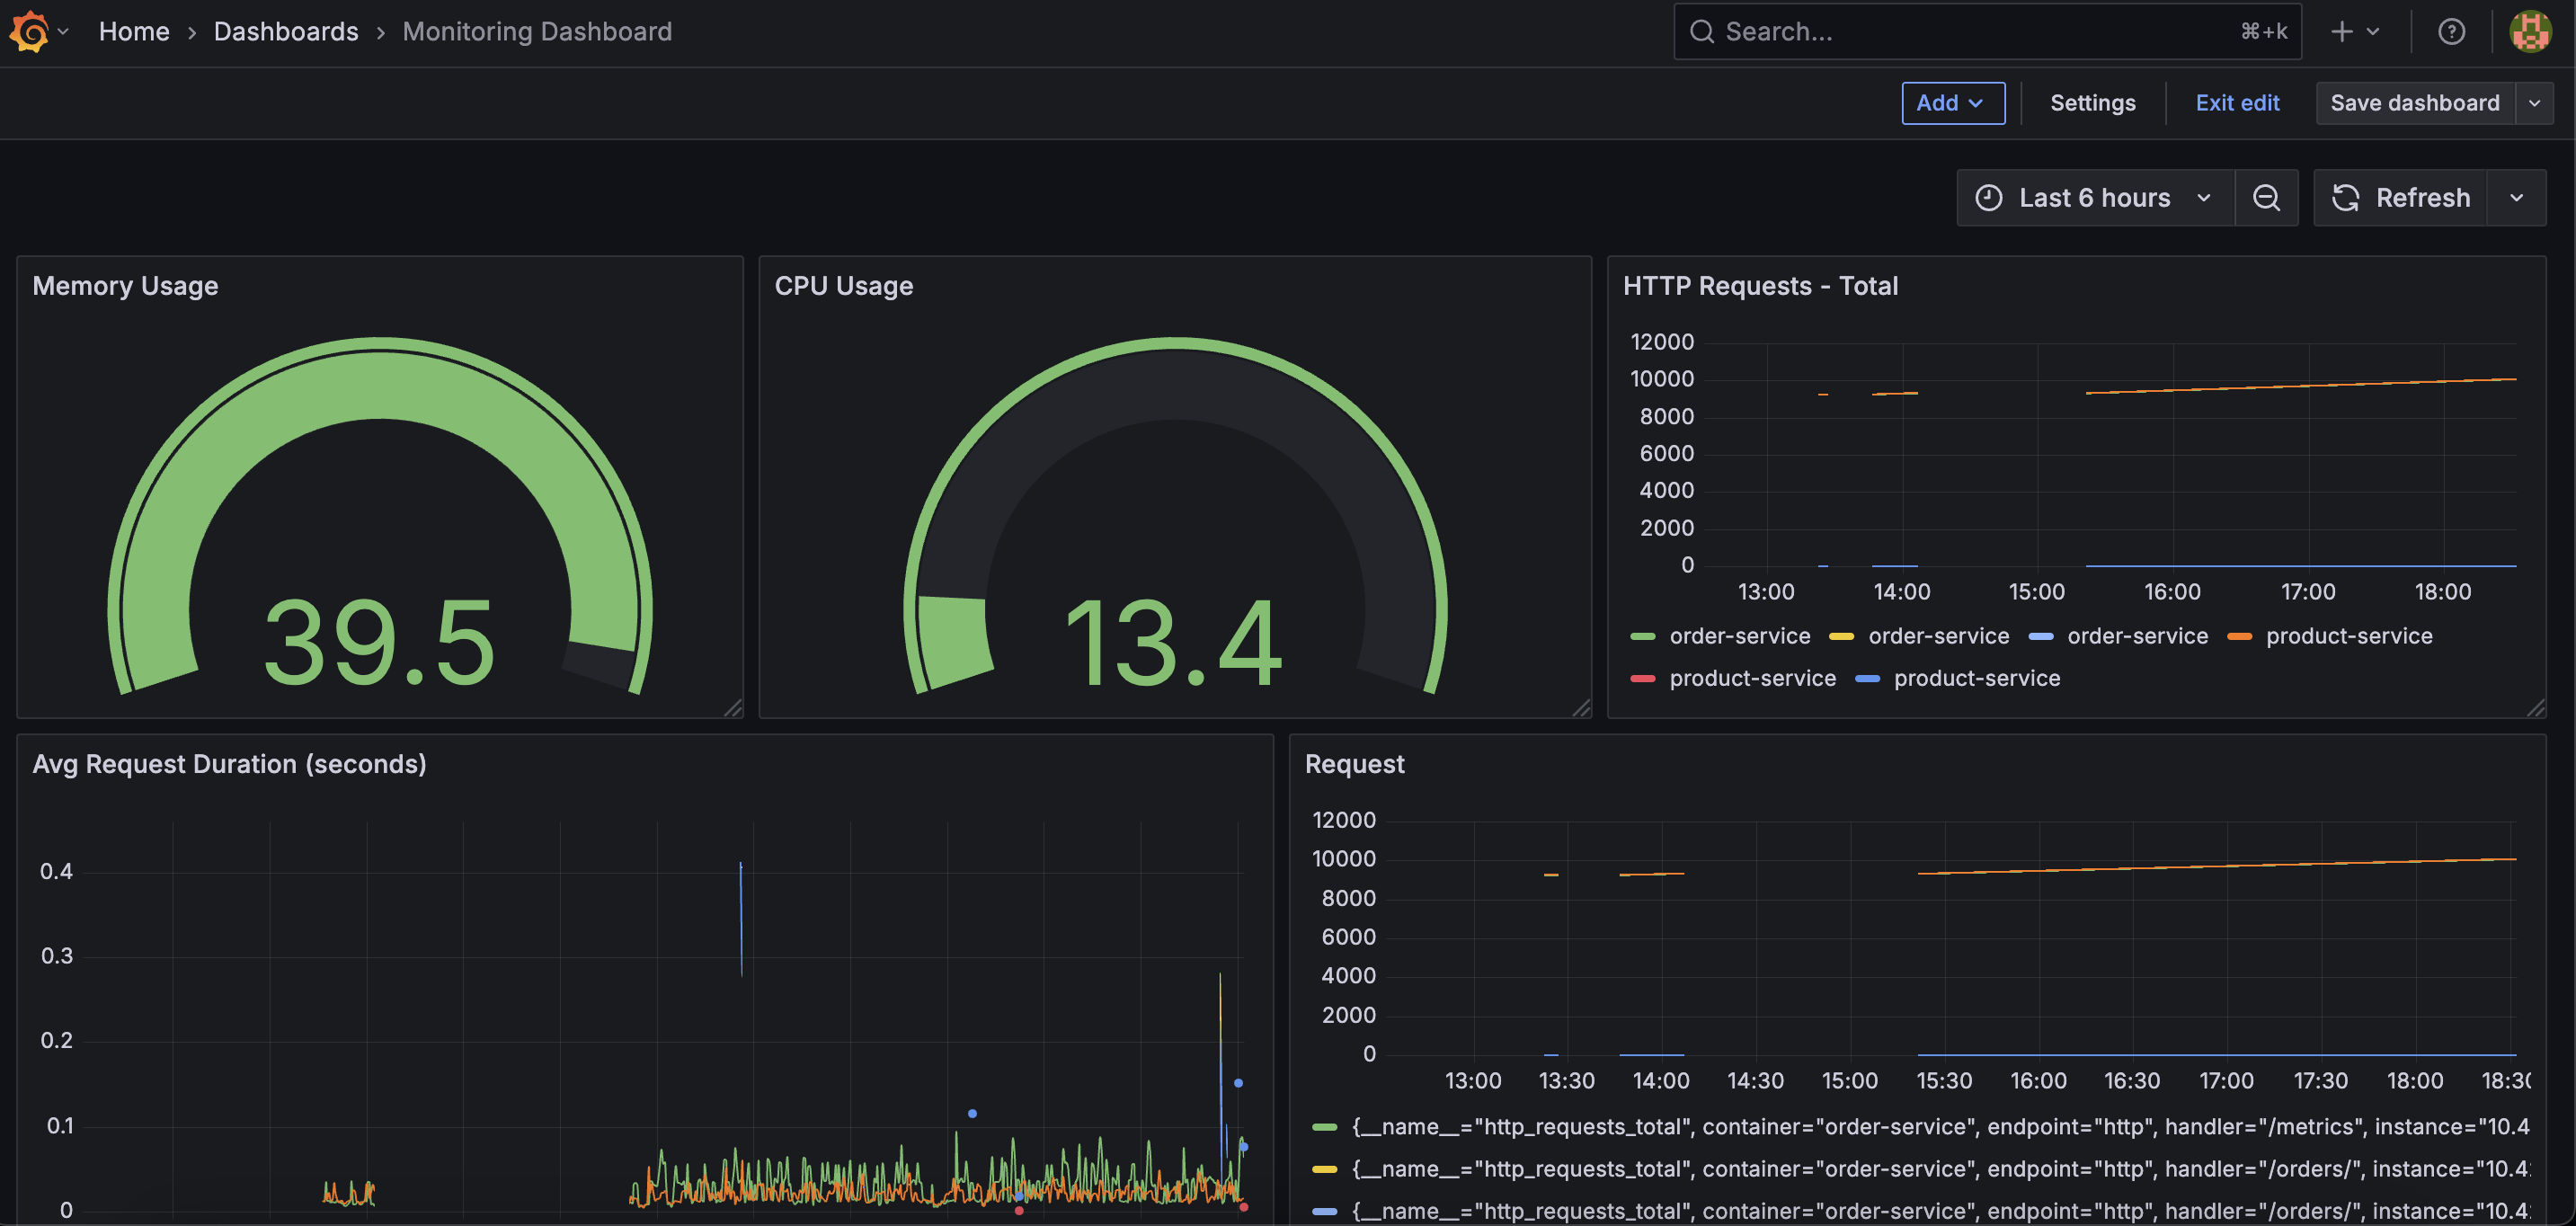 Home › Dashboards › Monitoring Dashboard Search... ⌘+k
Add Settings Exit edit Save dashboard
Last 6 hours Refresh
Memory Usage
39.5
CPU Usage
13.4
HTTP Requests - Total
12000
10000
8000
6000
4000
2000
0
13:00 14:00 15:00 16:00 17:00 18:00
order-service order-service order-service product-service
product-service product-service
Avg Request Duration (seconds)
0.4
0.3
0.2
0.1
0
Request
12000
10000
8000
6000
4000
2000
0
13:00 13:30 14:00 14:30 15:00 15:30 16:00 16:30 17:00 17:30 18:00 18:30
{__name__="http_requests_total", container="order-service", endpoint="http", handler="/metrics", instance="10.4
{__name__="http_requests_total", container="order-service", endpoint="http", handler="/orders/", instance="10.4
{__name__="http_requests_total", container="order-service", endpoint="http", handler="/orders/", instance="10.4